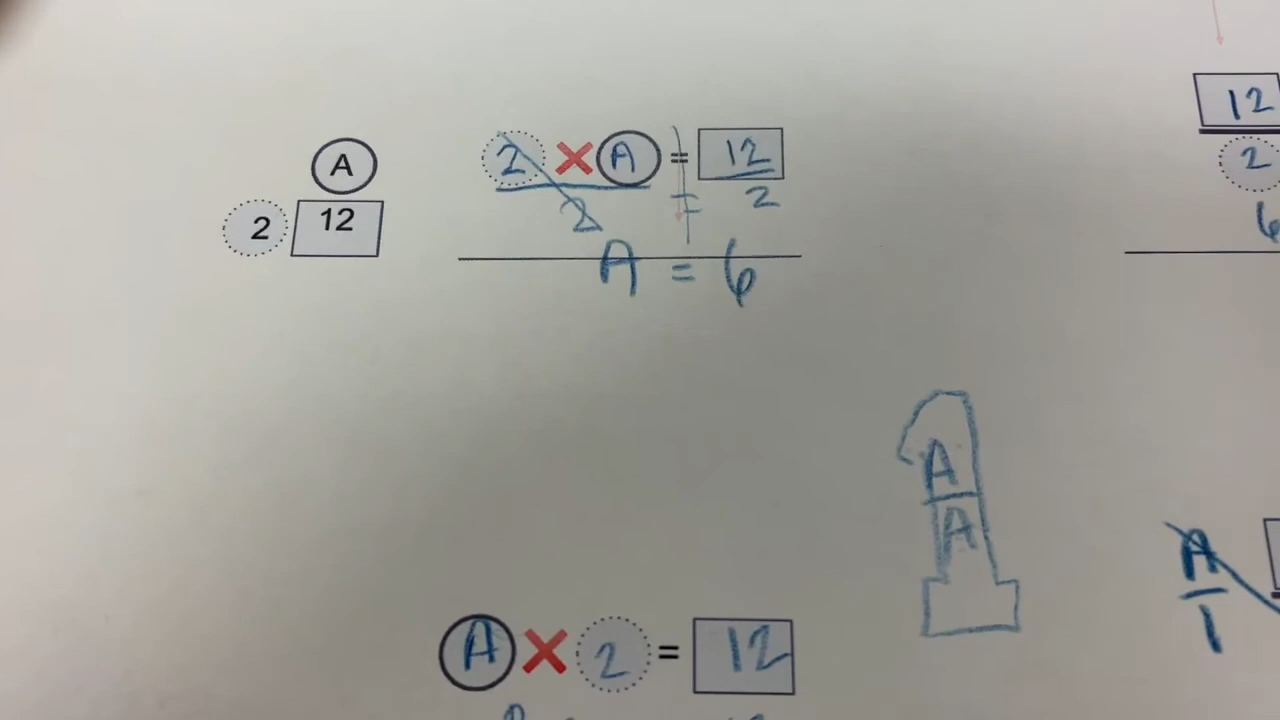 A
2 12
2 × A = 12
2 = 2
A = 6
12
2
6
A
A
A
1
A × 2 = 12